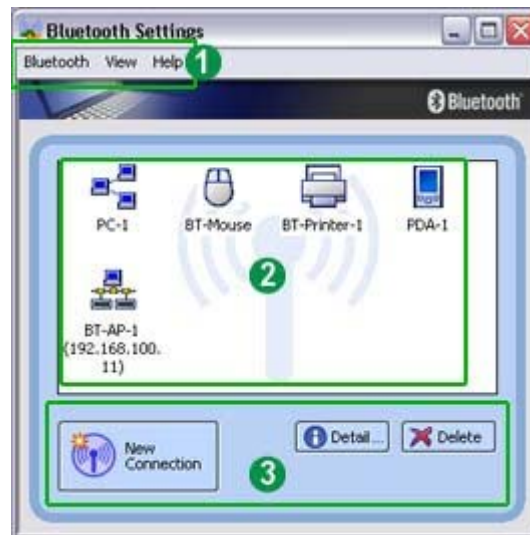 Bluetooth Settings
Bluetooth View Help
1
Bluetooth
PC-1
BT-Mouse
BT-Printer-1
PDA-1
2
BT-AP-1
(192.168.100.
11)
New
Connection
Detail...
Delete
3